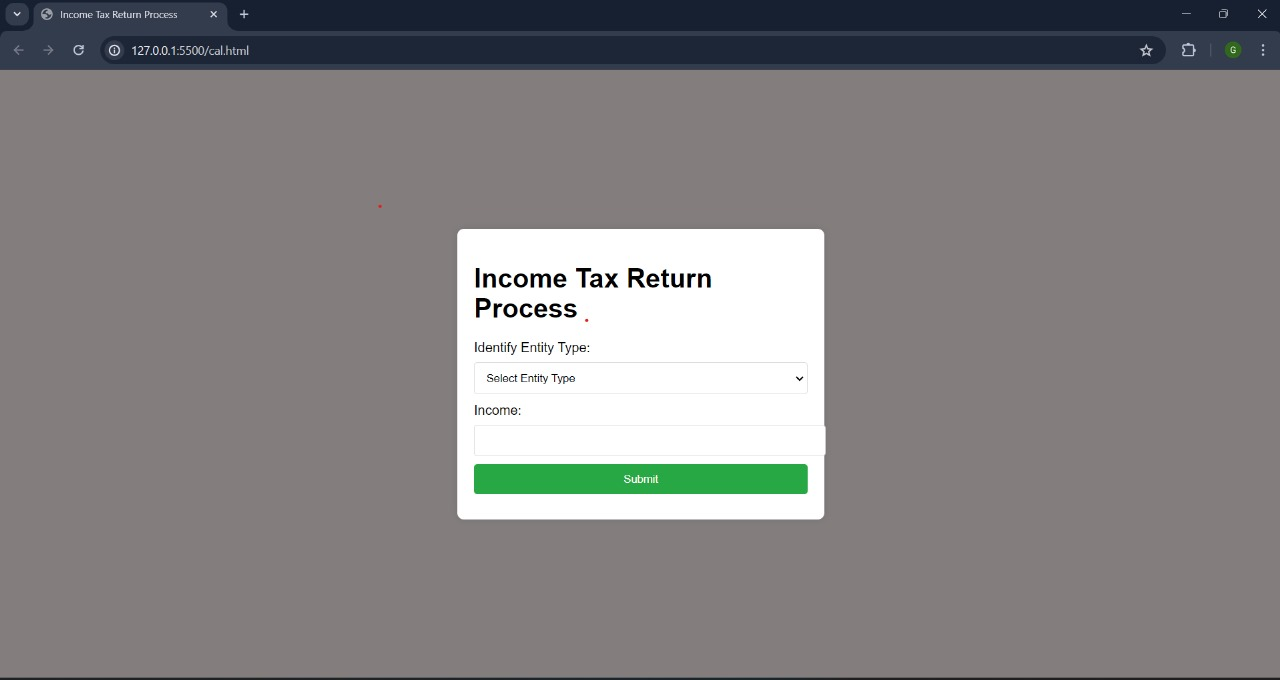 Income Tax Return Process
127.0.0.1:5500/cal.html
G
Income Tax Return
Process
Identify Entity Type:
Select Entity Type
Income:
Submit